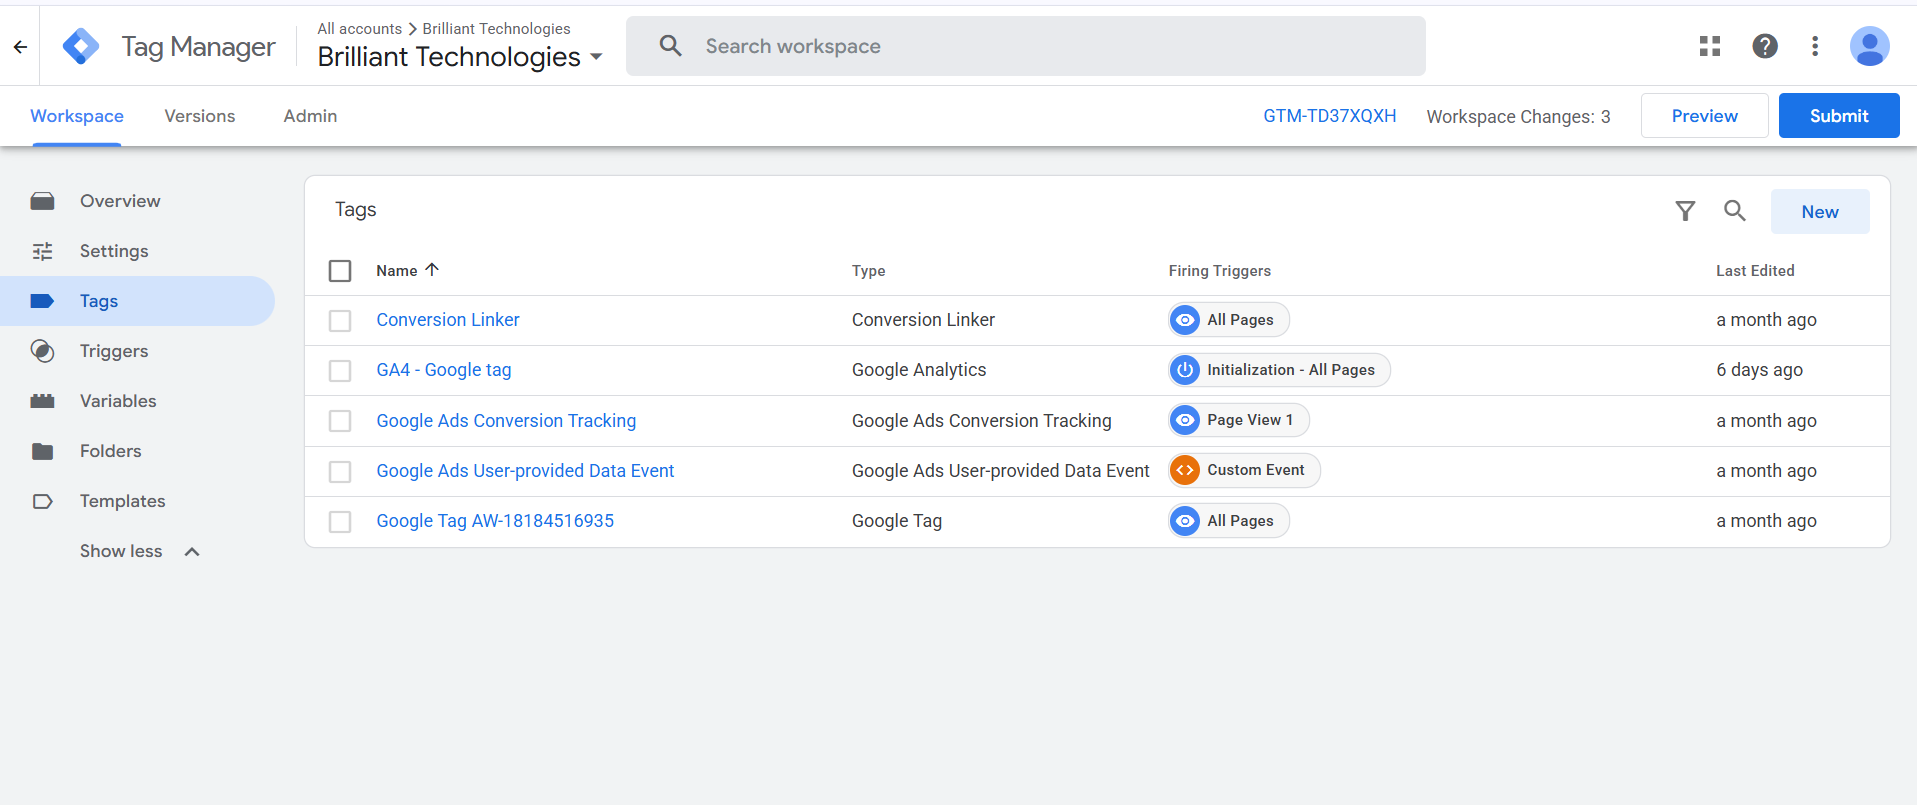 Tag Manager
All accounts > Brilliant Technologies
Brilliant Technologies
Search workspace
Workspace
Versions
Admin
GTM-TD37XQXH
Workspace Changes: 3
Preview
Submit
Overview
Settings
Tags
Triggers
Variables
Folders
Templates
Show less
Tags
New
Name Type Firing Triggers Last Edited
Conversion Linker Conversion Linker All Pages a month ago
GA4 - Google tag Google Analytics Initialization - All Pages 6 days ago
Google Ads Conversion Tracking Google Ads Conversion Tracking Page View 1 a month ago
Google Ads User-provided Data Event Google Ads User-provided Data Event Custom Event a month ago
Google Tag AW-18184516935 Google Tag All Pages a month ago